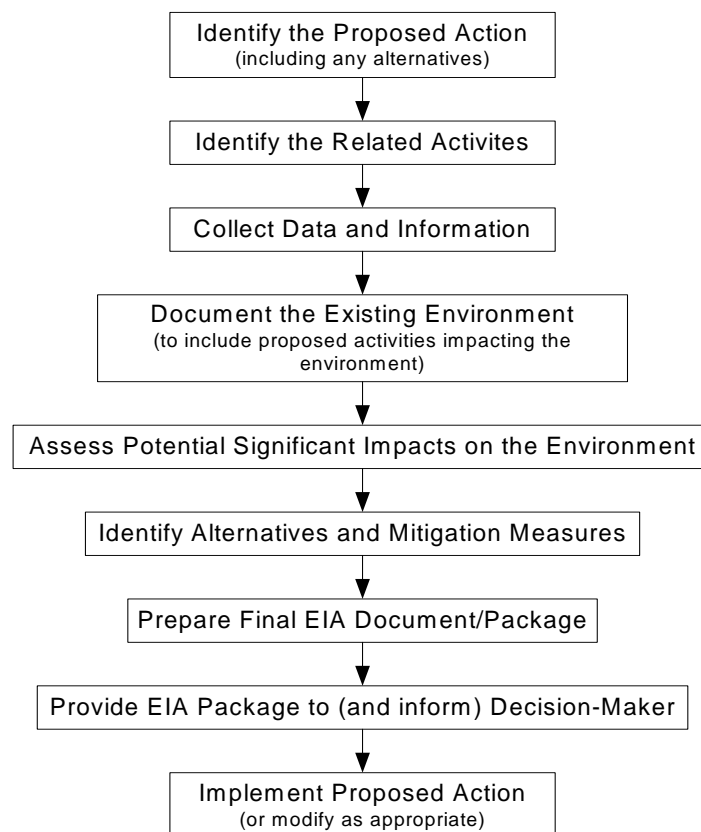 Identify the Proposed Action
(including any alternatives)
Identify the Related Activites
Collect Data and Information
Document the Existing Environment
(to include proposed activities impacting the
environment)
Assess Potential Significant Impacts on the Environment
Identify Alternatives and Mitigation Measures
Prepare Final EIA Document/Package
Provide EIA Package to (and inform) Decision-Maker
Implement Proposed Action
(or modify as appropriate)